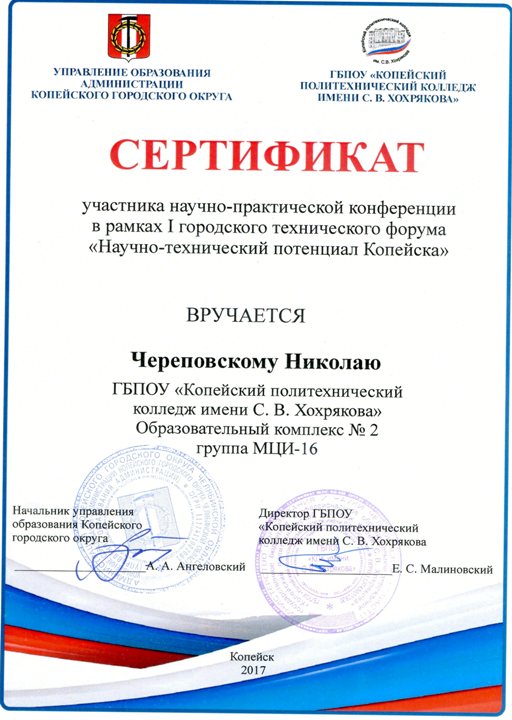 УПРАВЛЕНИЕ ОБРАЗОВАНИЯ
АДМИНИСТРАЦИИ
КОПЕЙСКОГО ГОРОДСКОГО ОКРУГА
ГБПОУ «КОПЕЙСКИЙ
ПОЛИТЕХНИЧЕСКИЙ КОЛЛЕДЖ
ИМЕНИ С. В. ХОХРЯКОВА»
СЕРТИФИКАТ
участника научно-практической конференции
в рамках I городского технического форума
«Научно-технический потенциал Копейска»
ВРУЧАЕТСЯ
Череповскому Николаю
ГБПОУ «Копейский политехнический
колледж имени С. В. Хохрякова»
Образовательный комплекс № 2
группа МЦИ-16
Начальник управления
образования Копейского
городского округа
А. А. Ангеловский
Директор ГБПОУ
«Копейский политехнический
колледж имени С. В. Хохрякова
Е. С. Малиновский
Копейск
2017